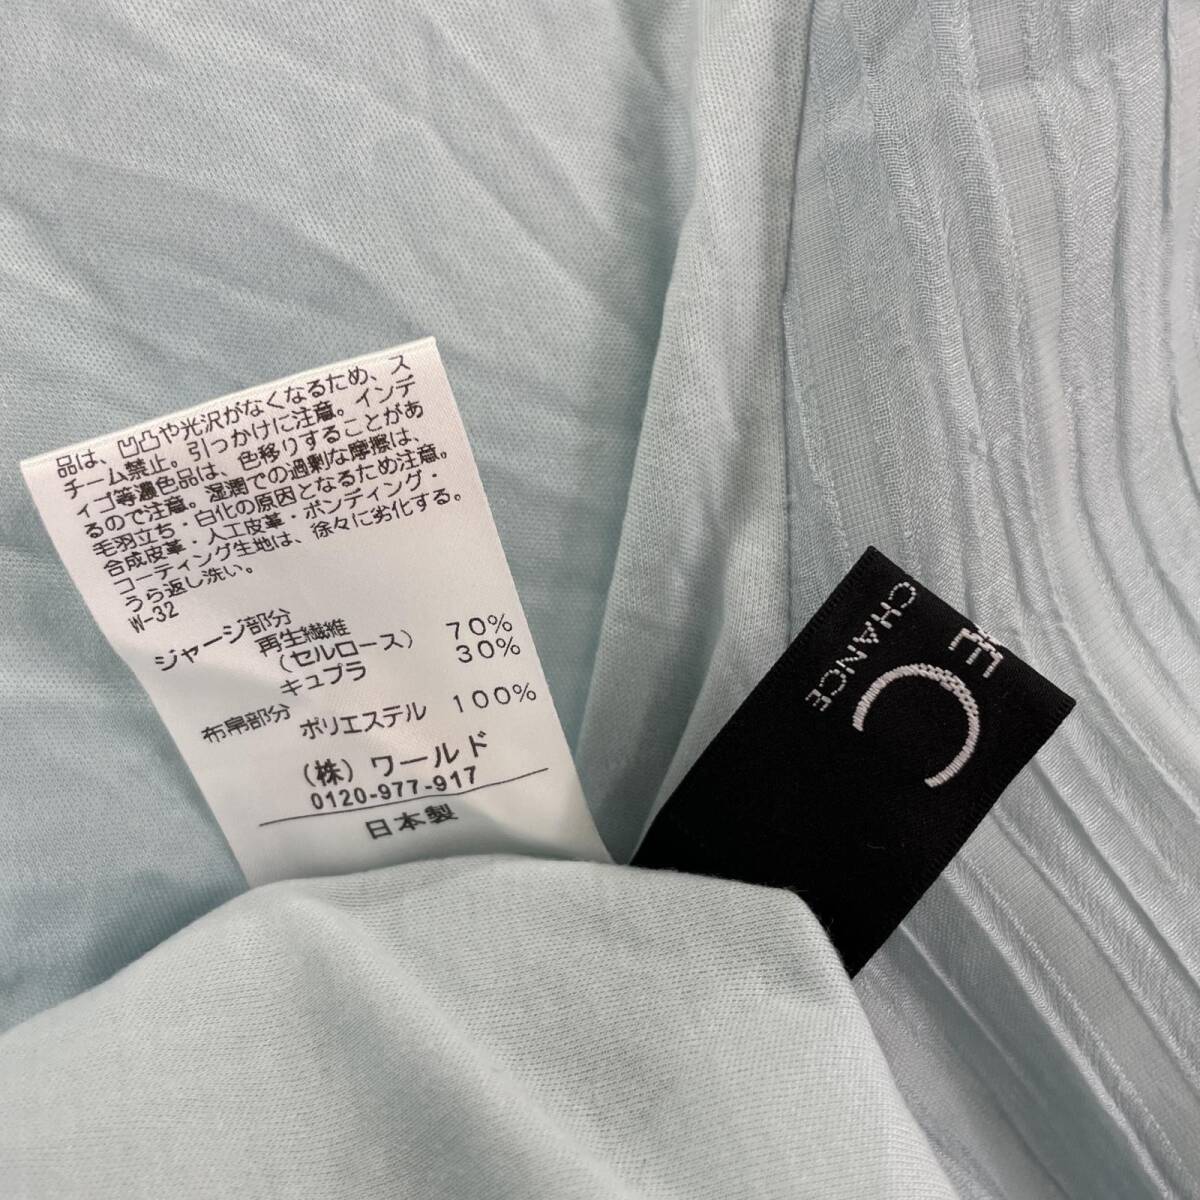 品は、凹凸や光沢がなくなるため、ス
チーム禁止。引っかけに注意。インデ
ィゴ等濃色品は、色移りすることがあ
るので注意。湿潤での過剰な摩擦は、
毛羽立ち・白化の原因となるため注意。
合成皮革・人工皮革・ボンディング・
コーティング生地は、徐々に劣化する。
うら返し洗い。
W-32
ジャージ部分
再生繊維 70%
(セルロース)
キュプラ 30%
布帛部分
ポリエステル 100%
(株) ワールド
0120-977-917
日本製
C
CHANCE